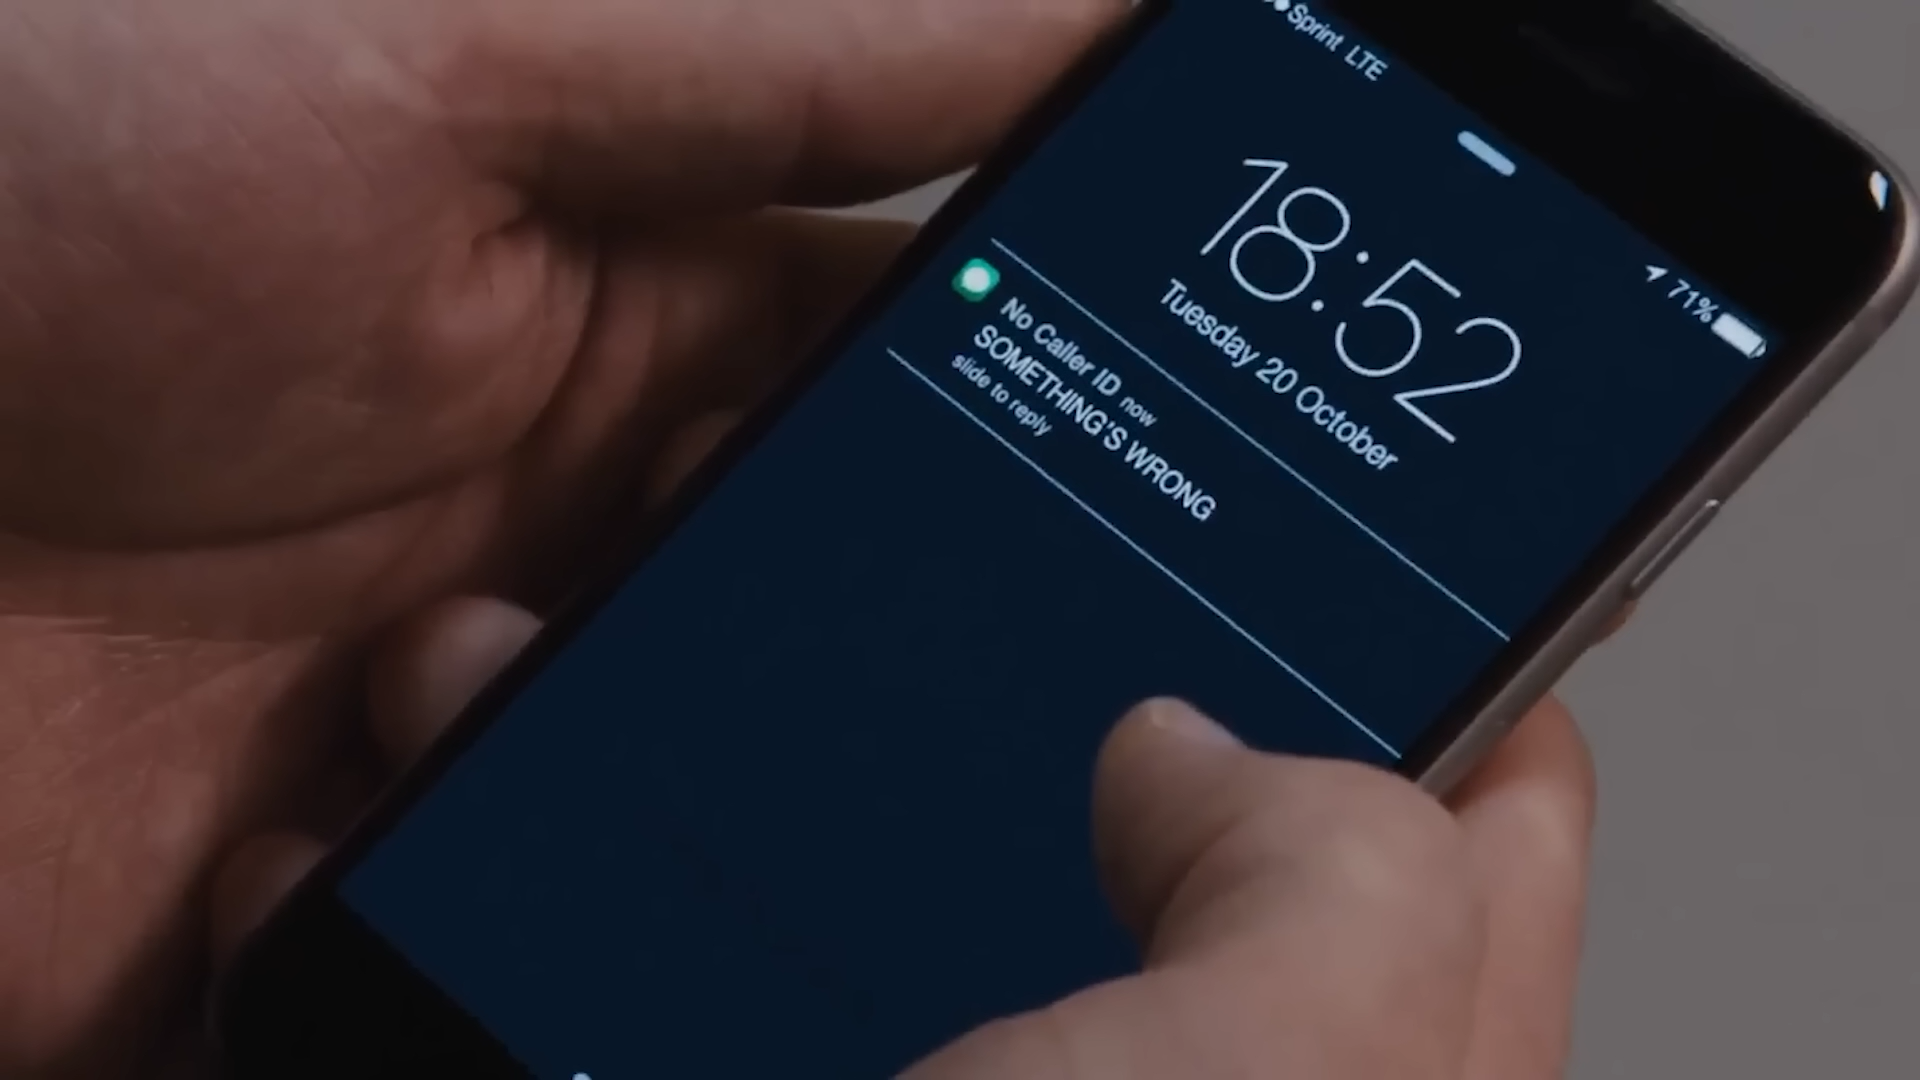 Sprint LTE
71%
18:52
Tuesday 20 October
No Caller ID now
SOMETHING'S WRONG
slide to reply